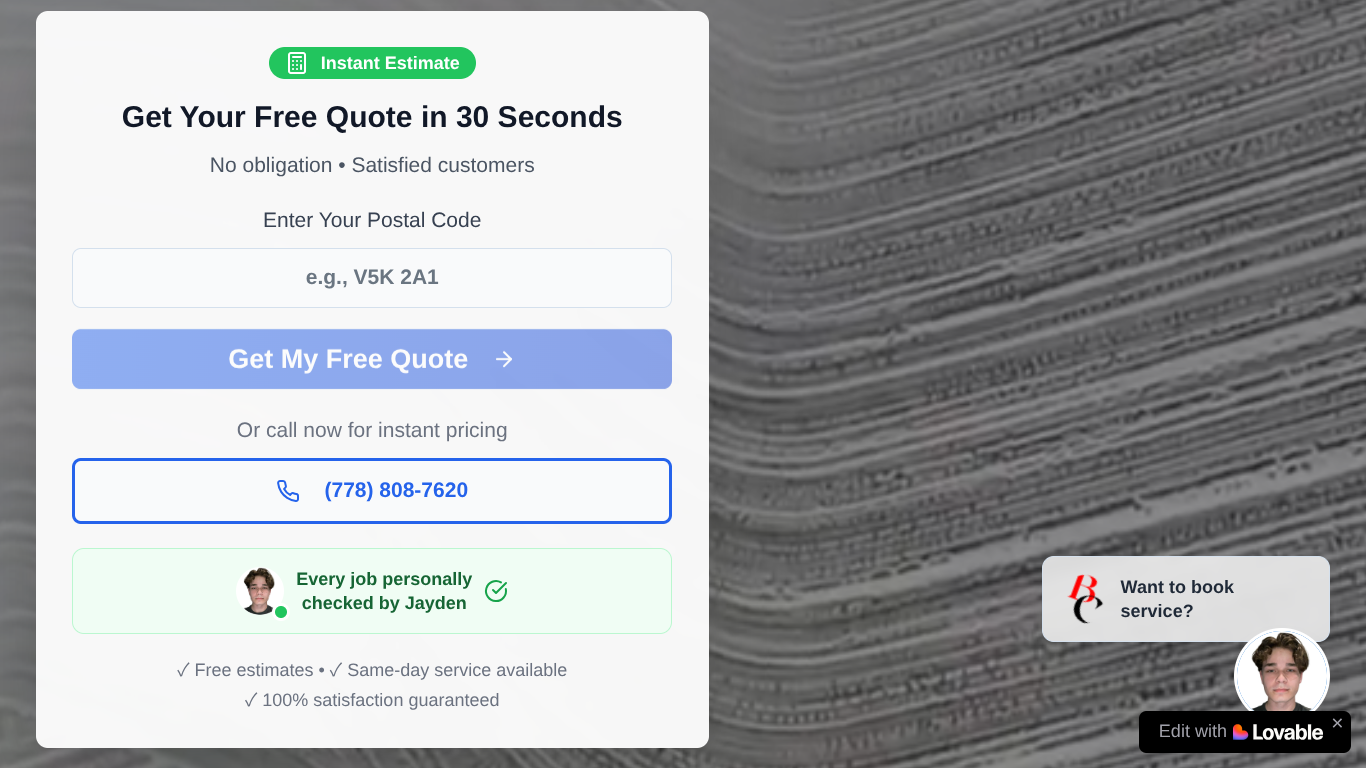 Instant Estimate
Get Your Free Quote in 30 Seconds
No obligation • Satisfied customers
Enter Your Postal Code
e.g., V5K 2A1
Get My Free Quote →
Or call now for instant pricing
(778) 808-7620
Every job personally
checked by Jayden
✓ Free estimates • ✓ Same-day service available
✓ 100% satisfaction guaranteed
BC
Want to book
service?
Edit with Lovable ×